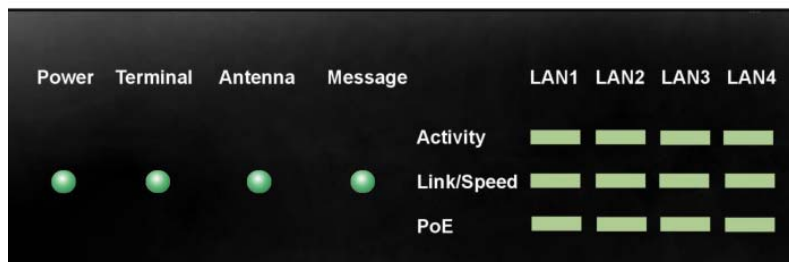 Power Terminal Antenna Message LAN1 LAN2 LAN3 LAN4
Activity
Link/Speed
PoE